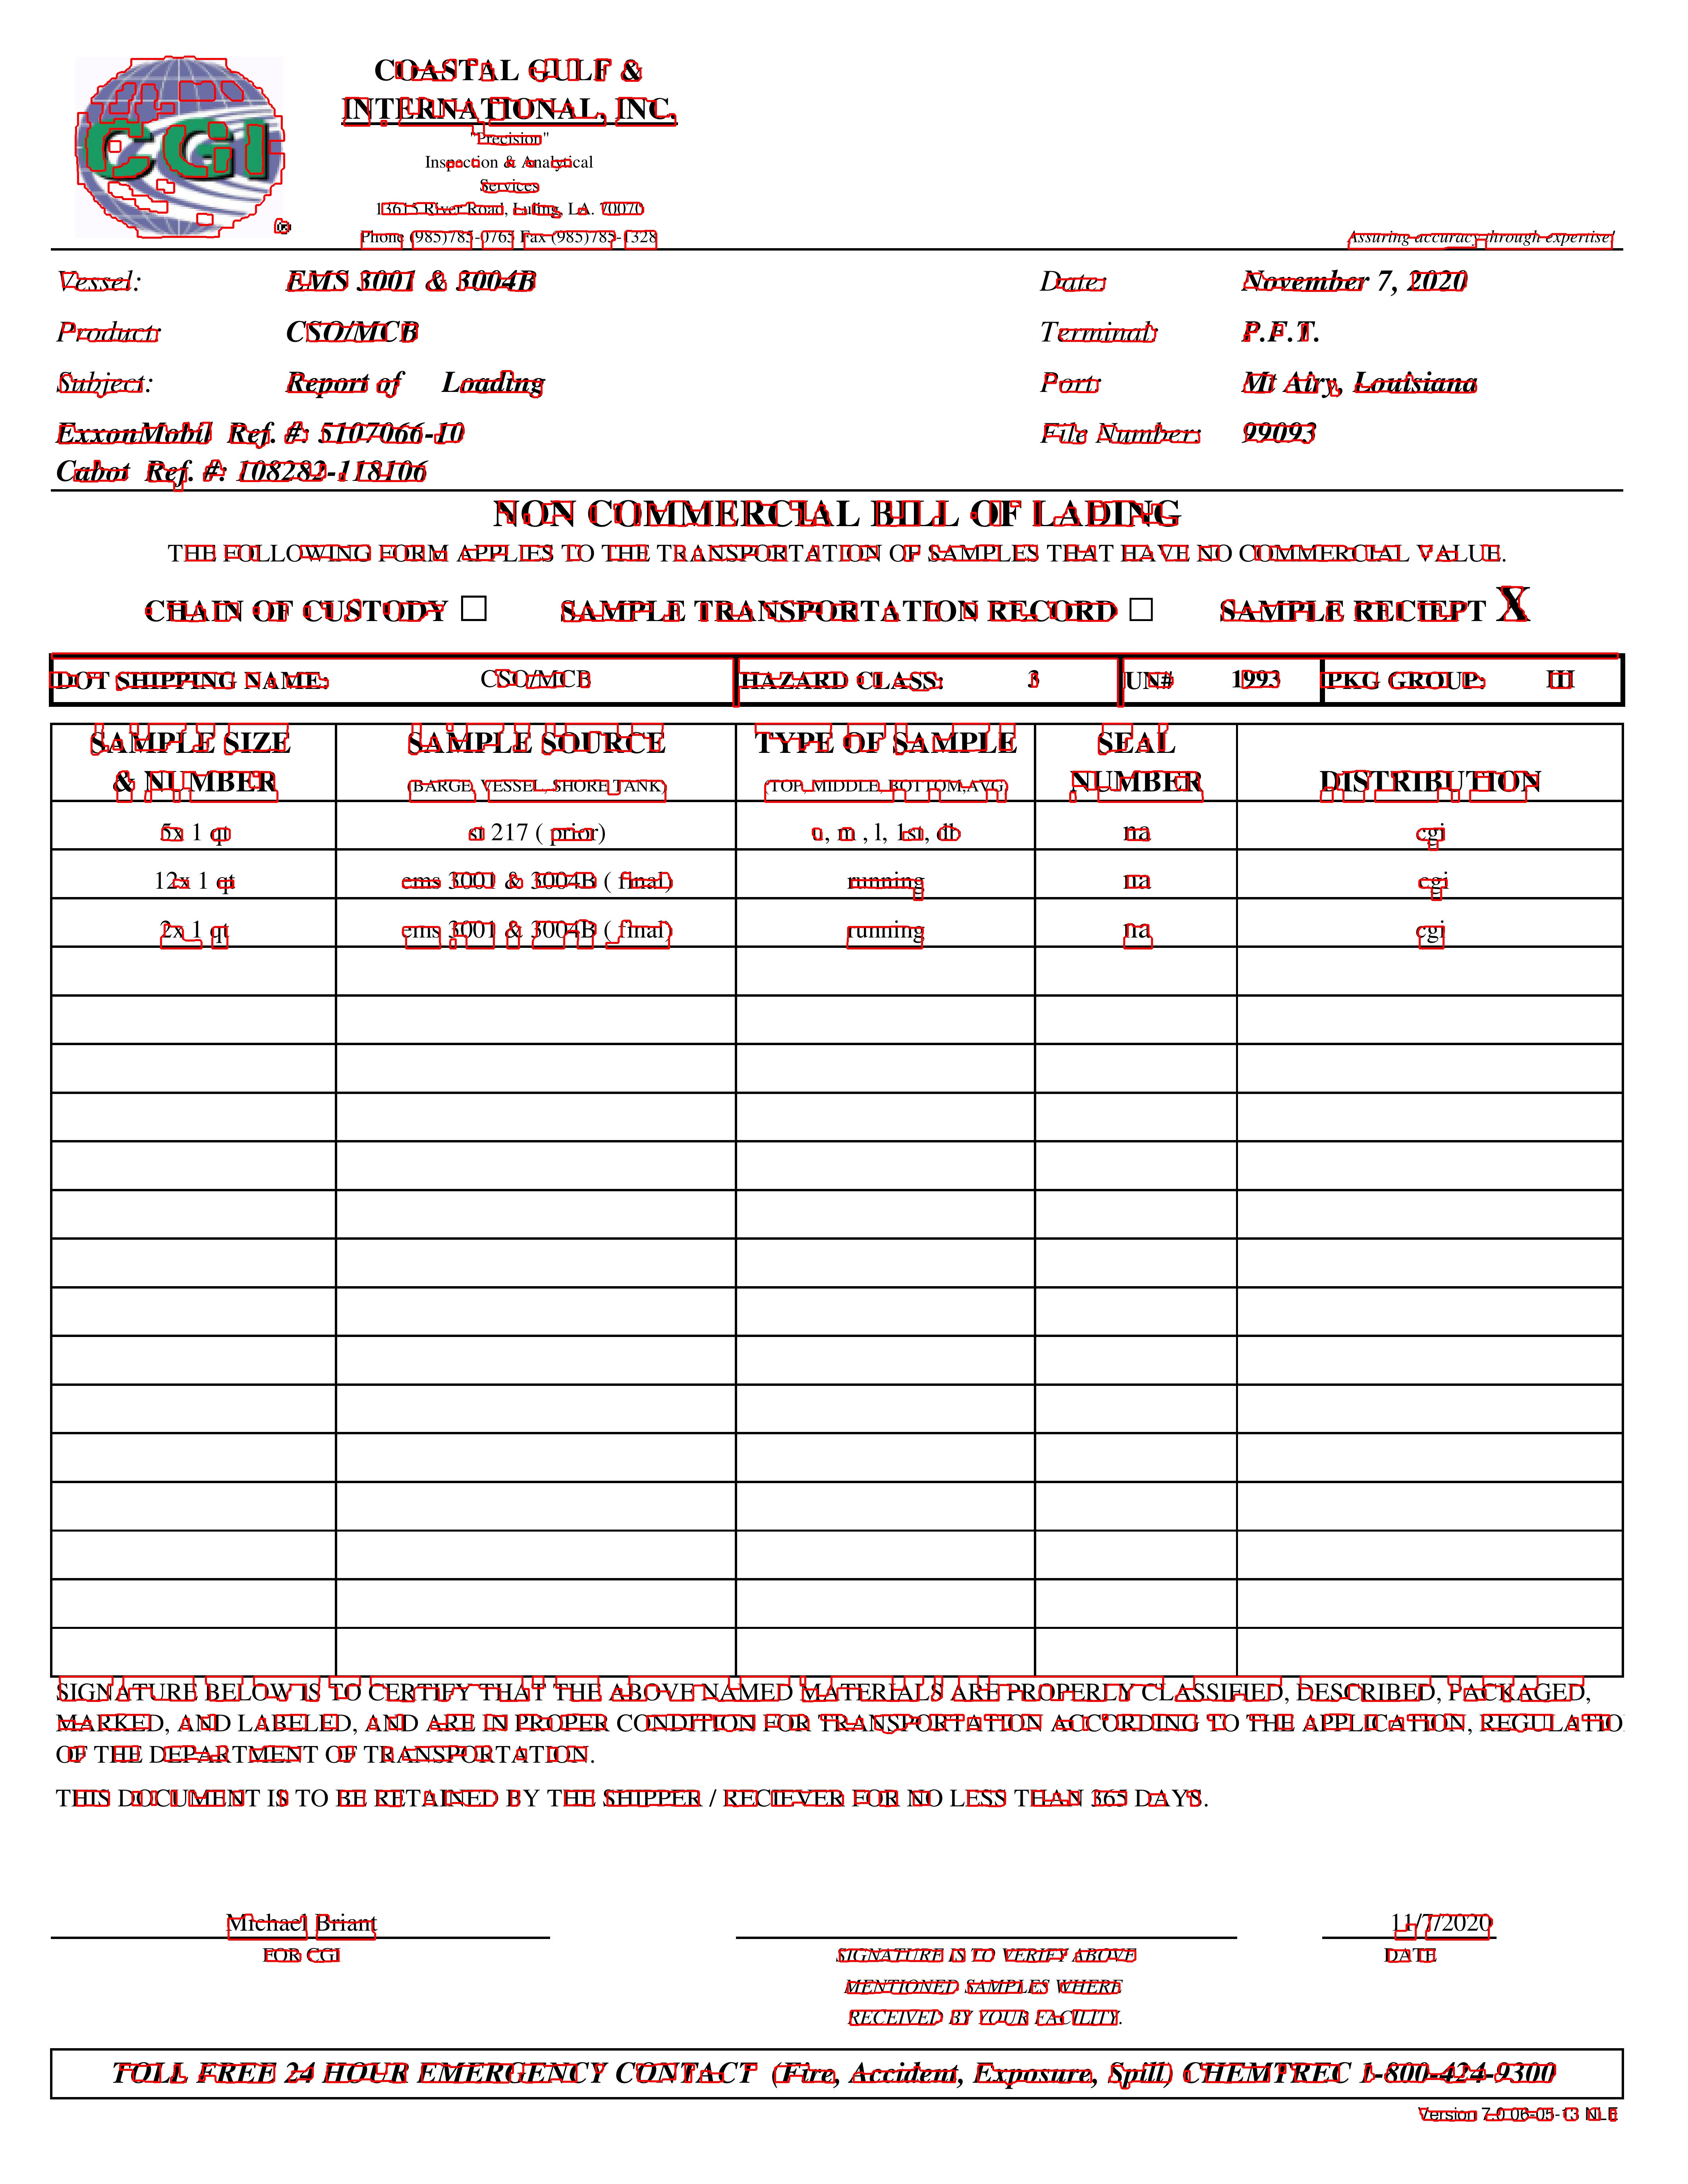 CGI
COASTAL GULF &
INTERNATIONAL, INC.
"Precision"
Inspection & Analytical
Services
13615 River Road, Luling, LA. 70070
Phone (985)785-0765 Fax (985)785-1328
Assuring accuracy through expertise!
Vessel: EMS 3001 & 3004B Date: November 7, 2020
Product: CSO/MCB Terminal: P.F.T.
Subject: Report of Loading Port: Mt Airy, Louisiana
ExxonMobil Ref. #: 5107066-10 File Number: 99093
Cabot Ref. #: 108282-118106
NON COMMERCIAL BILL OF LADING
THE FOLLOWING FORM APPLIES TO THE TRANSPORTATION OF SAMPLES THAT HAVE NO COMMERCIAL VALUE.
CHAIN OF CUSTODY ☐ SAMPLE TRANSPORTATION RECORD ☐ SAMPLE RECIEPT X
DOT SHIPPING NAME: CSO/MCB HAZARD CLASS: 3 UN# 1993 PKG GROUP: III
SAMPLE SIZE SAMPLE SOURCE TYPE OF SAMPLE SEAL
& NUMBER (BARGE, VESSEL, SHORE TANK) (TOP, MIDDLE, BOTTOM,AVG) NUMBER DISTRIBUTION
5x 1 qt st 217 ( prior) u, m , l, 1st, db na cgi
12x 1 qt ems 3001 & 3004B ( final) running na cgi
2x 1 qt ems 3001 & 3004B ( final) running na cgi
SIGNATURE BELOW IS TO CERTIFY THAT THE ABOVE NAMED MATERIALS ARE PROPERLY CLASSIFIED, DESCRIBED, PACKAGED,
MARKED, AND LABELED, AND ARE IN PROPER CONDITION FOR TRANSPORTATION ACCORDING TO THE APPLICATION, REGULATIO
OF THE DEPARTMENT OF TRANSPORTATION.
THIS DOCUMENT IS TO BE RETAINED BY THE SHIPPER / RECIEVER FOR NO LESS THAN 365 DAYS.
Michael Briant 11/7/2020
FOR CGI SIGNATURE IS TO VERIFY ABOVE DATE
MENTIONED SAMPLES WHERE
RECEIVED BY YOUR FACILITY.
TOLL FREE 24 HOUR EMERGENCY CONTACT (Fire, Accident, Exposure, Spill) CHEMTREC 1-800-424-9300
Version 7.0 06-05-13 NLE